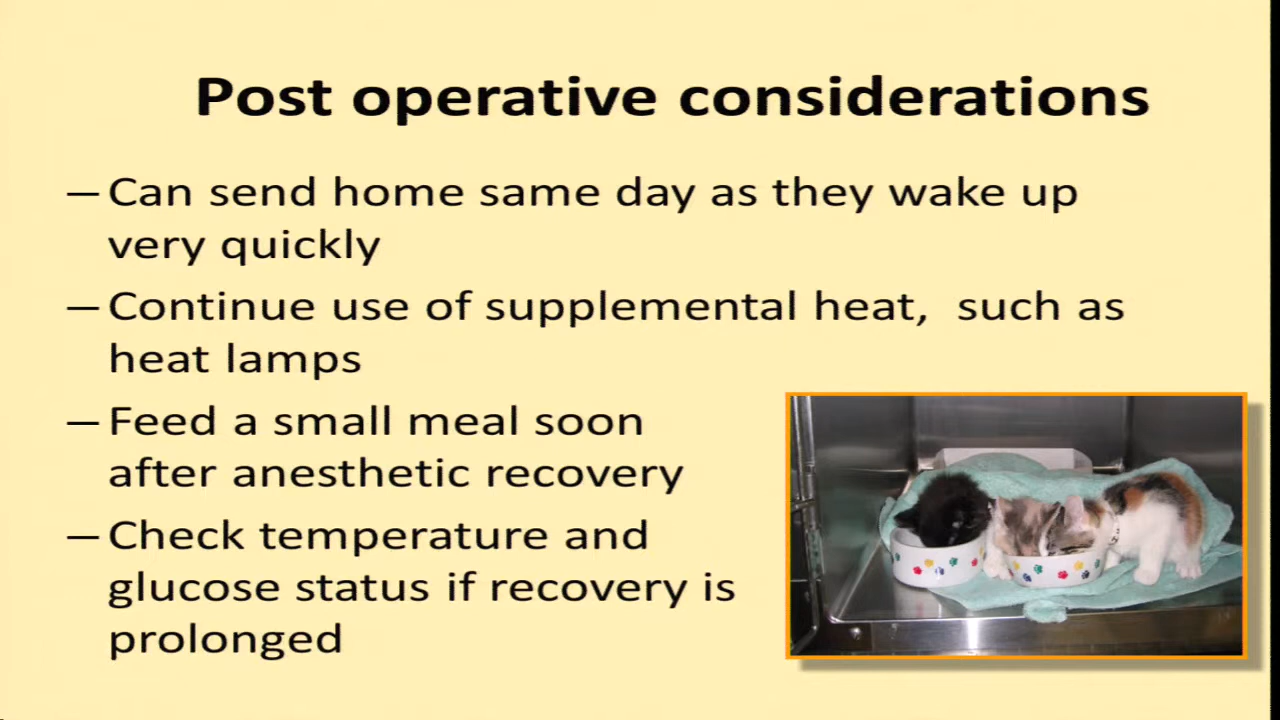 Post operative considerations
– Can send home same day as they wake up
very quickly
– Continue use of supplemental heat,  such as
heat lamps
– Feed a small meal soon
after anesthetic recovery
– Check temperature and
glucose status if recovery is
prolonged